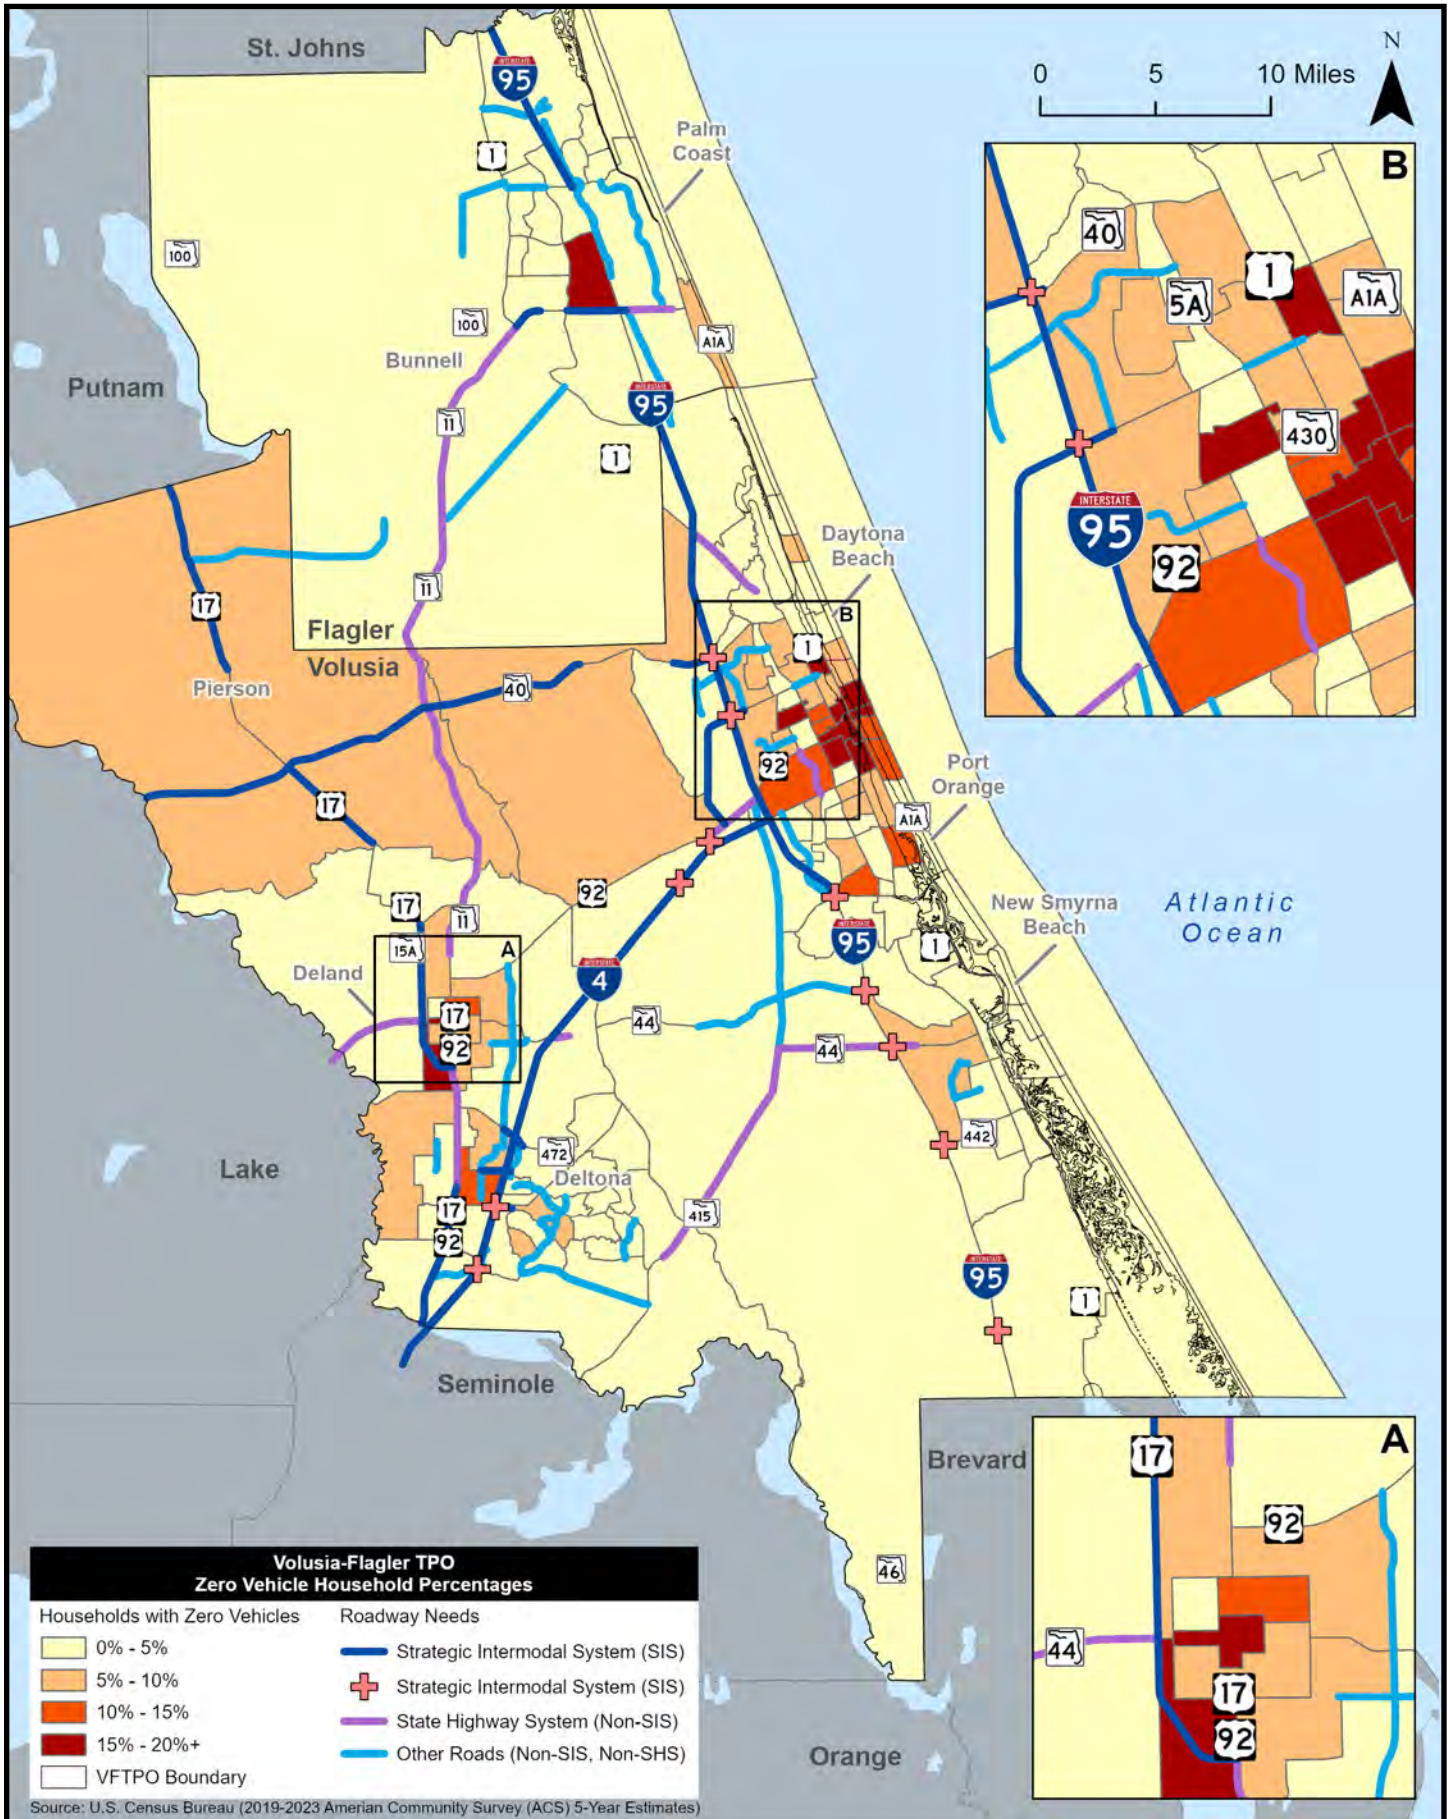 St. Johns
INTERSTATE
95
N
0 5 10 Miles
Palm
Coast
1
100
100
Bunnell
A1A
Putnam
INTERSTATE
95
11
1
B
40
1
5A
A1A
430
INTERSTATE
95
92
Daytona
Beach
11
17
Flagler
Volusia
B
1
Pierson
40
92
17
Port
Orange
A1A
92
17
11
New Smyrna
Beach
Atlantic
Ocean
15A
A
INTERSTATE
95
1
Deland
INTERSTATE
4
17
44
92
44
442
472
Lake
Deltona
17
415
92
INTERSTATE
95
1
Seminole
Brevard
A
17
92
44
17
92
46
Orange
Volusia-Flagler TPO
Zero Vehicle Household Percentages
Households with Zero Vehicles
0% - 5%
5% - 10%
10% - 15%
15% - 20%+
VFTPO Boundary
Roadway Needs
Strategic Intermodal System (SIS)
Strategic Intermodal System (SIS)
State Highway System (Non-SIS)
Other Roads (Non-SIS, Non-SHS)
Source: U.S. Census Bureau (2019-2023 Amerian Community Survey (ACS) 5-Year Estimates)